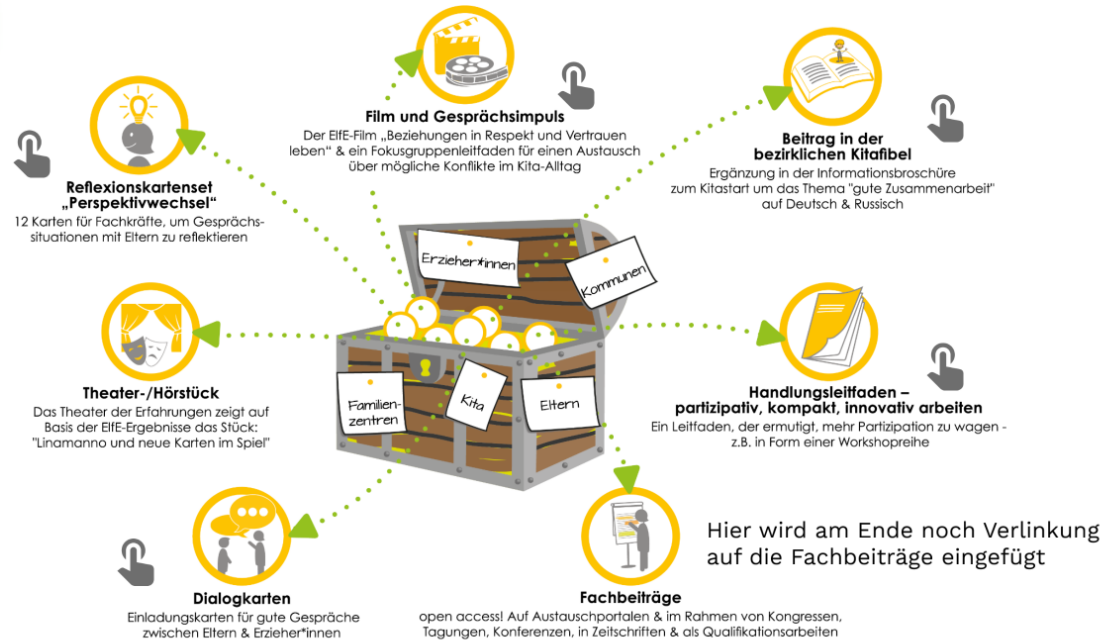 Film und Gesprächsimpuls
Der ElfE-Film „Beziehungen in Respekt und Vertrauen
leben“ & ein Fokusgruppenleitfaden für einen Austausch
über mögliche Konflikte im Kita-Alltag
Beitrag in der
bezirklichen Kitafibel
Ergänzung in der Informationsbroschüre
zum Kitastart um das Thema "gute Zusammenarbeit"
auf Deutsch & Russisch
Reflexionskartenset
„Perspektivwechsel“
12 Karten für Fachkräfte, um Gesprächs-
situationen mit Eltern zu reflektieren
Erzieher*innen
Kommunen
Familien-
zentren
Kita
Eltern
Theater-/Hörstück
Das Theater der Erfahrungen zeigt auf
Basis der ElfE-Ergebnisse das Stück:
"Linamanno und neue Karten im Spiel"
Handlungsleitfaden –
partizipativ, kompakt, innovativ arbeiten
Ein Leitfaden, der ermutigt, mehr Partizipation zu wagen -
z.B. in Form einer Workshopreihe
Dialogkarten
Einladungskarten für gute Gespräche
zwischen Eltern & Erzieher*innen
Fachbeiträge
open access! Auf Austauschportalen & im Rahmen von Kongressen,
Tagungen, Konferenzen, in Zeitschriften & als Qualifikationsarbeiten
Hier wird am Ende noch Verlinkung
auf die Fachbeiträge eingefügt